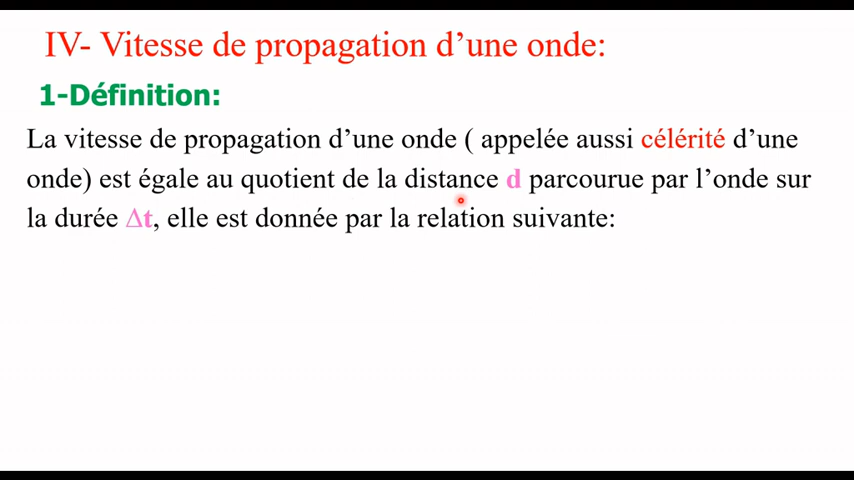 IV- Vitesse de propagation d’une onde:
1-Définition:
La vitesse de propagation d’une onde ( appelée aussi célérité d’une
onde) est égale au quotient de la distance d parcourue par l’onde sur
la durée Δt, elle est donnée par la relation suivante: